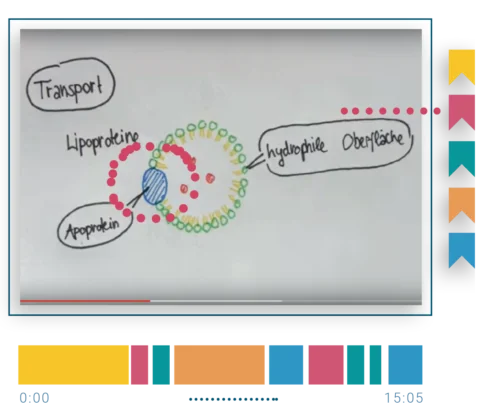 Transport
Lipoproteine
hydrophile Oberfläche
Apoprotein
0:00
15:05